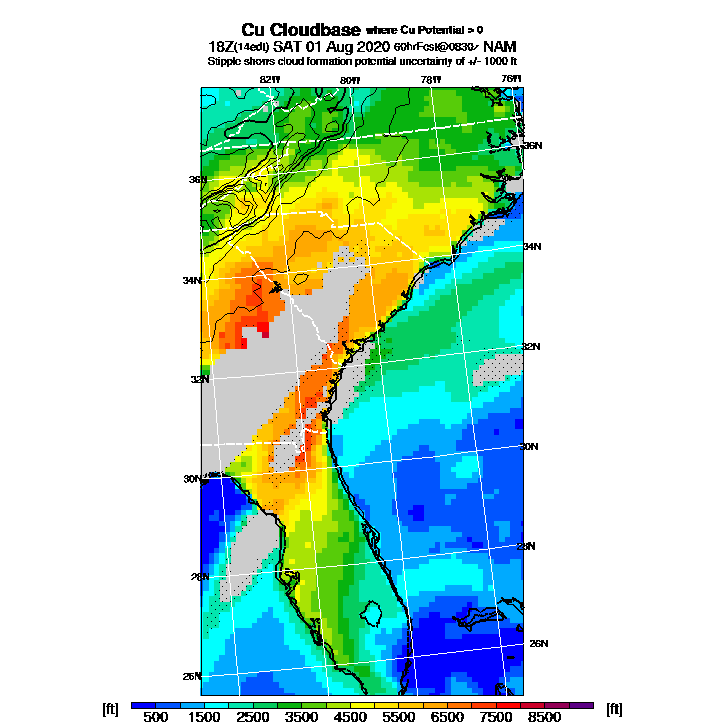 Cu Cloudbase where Cu Potential > 0
18Z(14edt) SAT 01 Aug 2020 60hrFcst@0830z NAM
Stipple shows cloud formation potential uncertainty of +/- 1000 ft
82W 80W 78W 76W
36N 36N
34N 34N
32N 32N
30N 30N
28N 28N
26N 26N
[ft] 500 1500 2500 3500 4500 5500 6500 7500 8500 [ft]